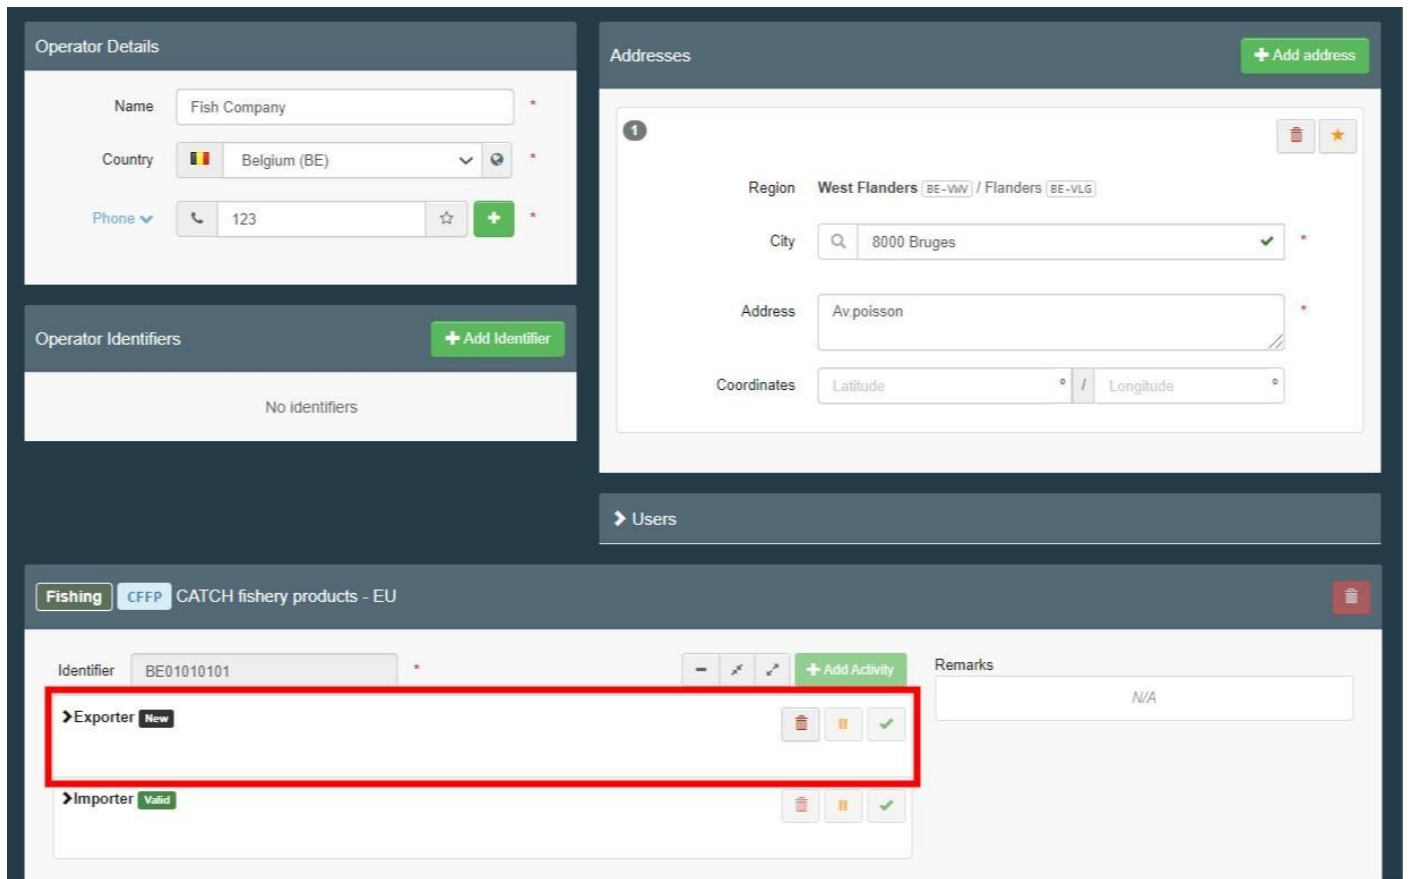 Operator Details
Name Fish Company *
Country Belgium (BE) *
Phone 123 *
Operator Identifiers Add Identifier
No identifiers
Addresses Add address
1
Region West Flanders BE-VWV / Flanders BE-VLG
City 8000 Bruges *
Address Av.poisson *
Coordinates Latitude ° / Longitude °
Users
Fishing CFFP CATCH fishery products - EU
Identifier BE01010101 * Add Activity
Exporter New
Importer Valid
Remarks
N/A